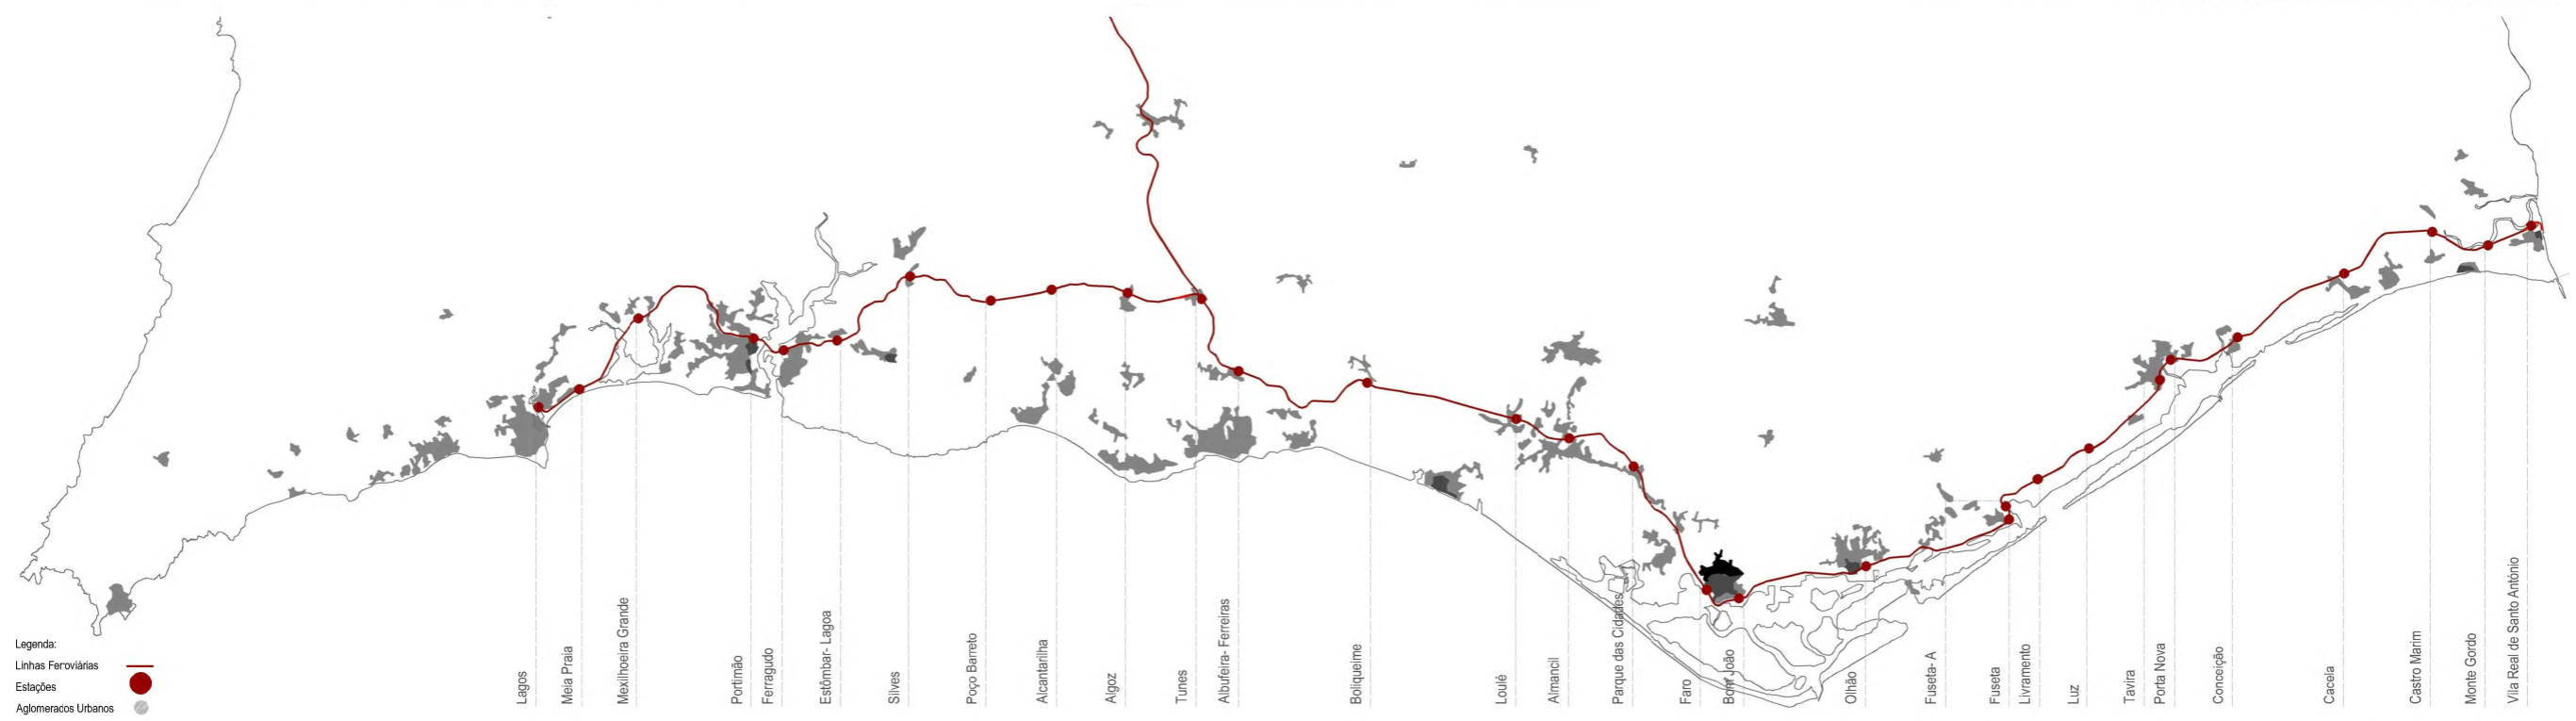 Legenda:
Linhas Ferroviárias
Estações
Aglomerados Urbanos
Lagos
Meia Praia
Mexilhoeira Grande
Portimão
Ferragudo
Estômbar- Lagoa
Silves
Poço Barreto
Alcantarilha
Algoz
Tunes
Albufeira- Ferreiras
Boliqueime
Loulé
Almancil
Parque das Cidades
Faro
Bom João
Olhão
Fuseta- A
Fuseta
Livramento
Luz
Tavira
Porta Nova
Conceição
Cacela
Castro Marim
Monte Gordo
Vila Real de Santo António